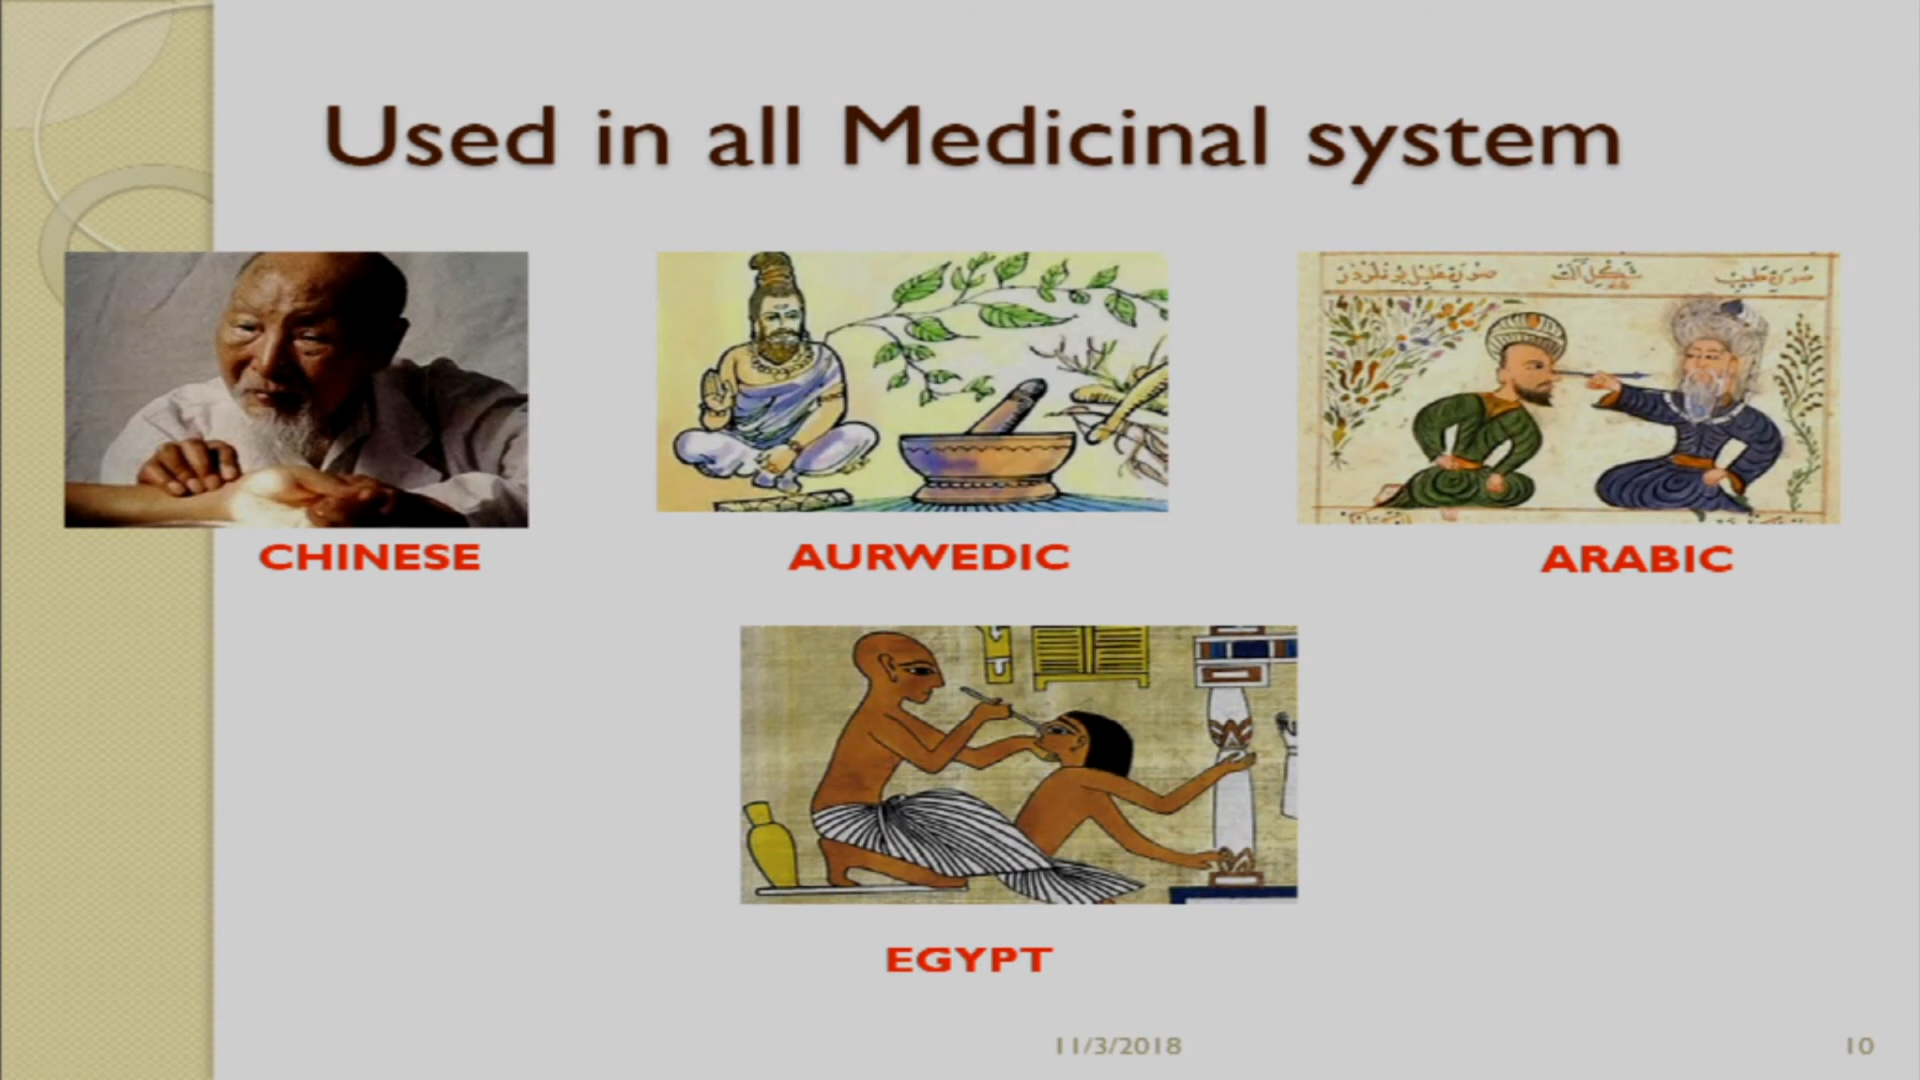 Used in all Medicinal system
CHINESE
AURWEDIC
ARABIC
EGYPT
11/3/2018
10